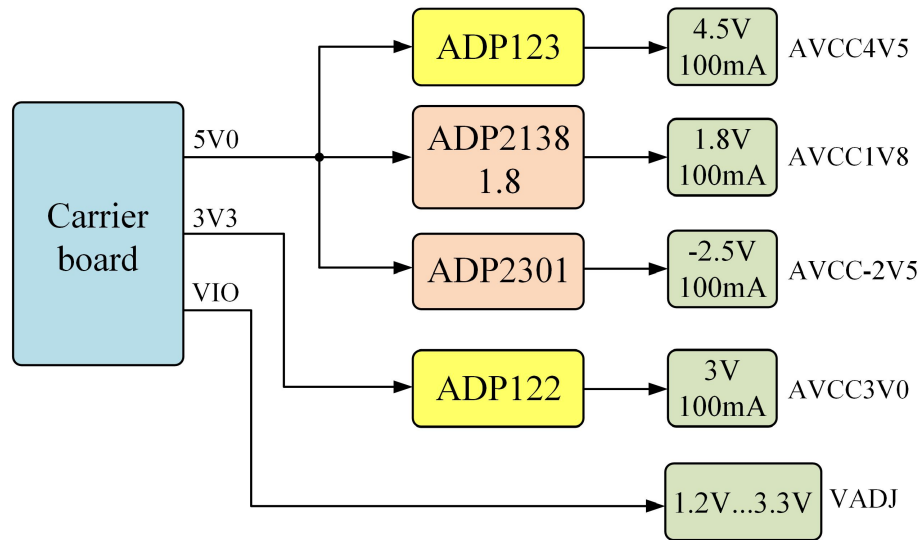 Carrier
board
5V0
3V3
VIO
ADP123
4.5V
100mA
AVCC4V5
ADP2138
1.8
1.8V
100mA
AVCC1V8
ADP2301
-2.5V
100mA
AVCC-2V5
ADP122
3V
100mA
AVCC3V0
1.2V...3.3V
VADJ